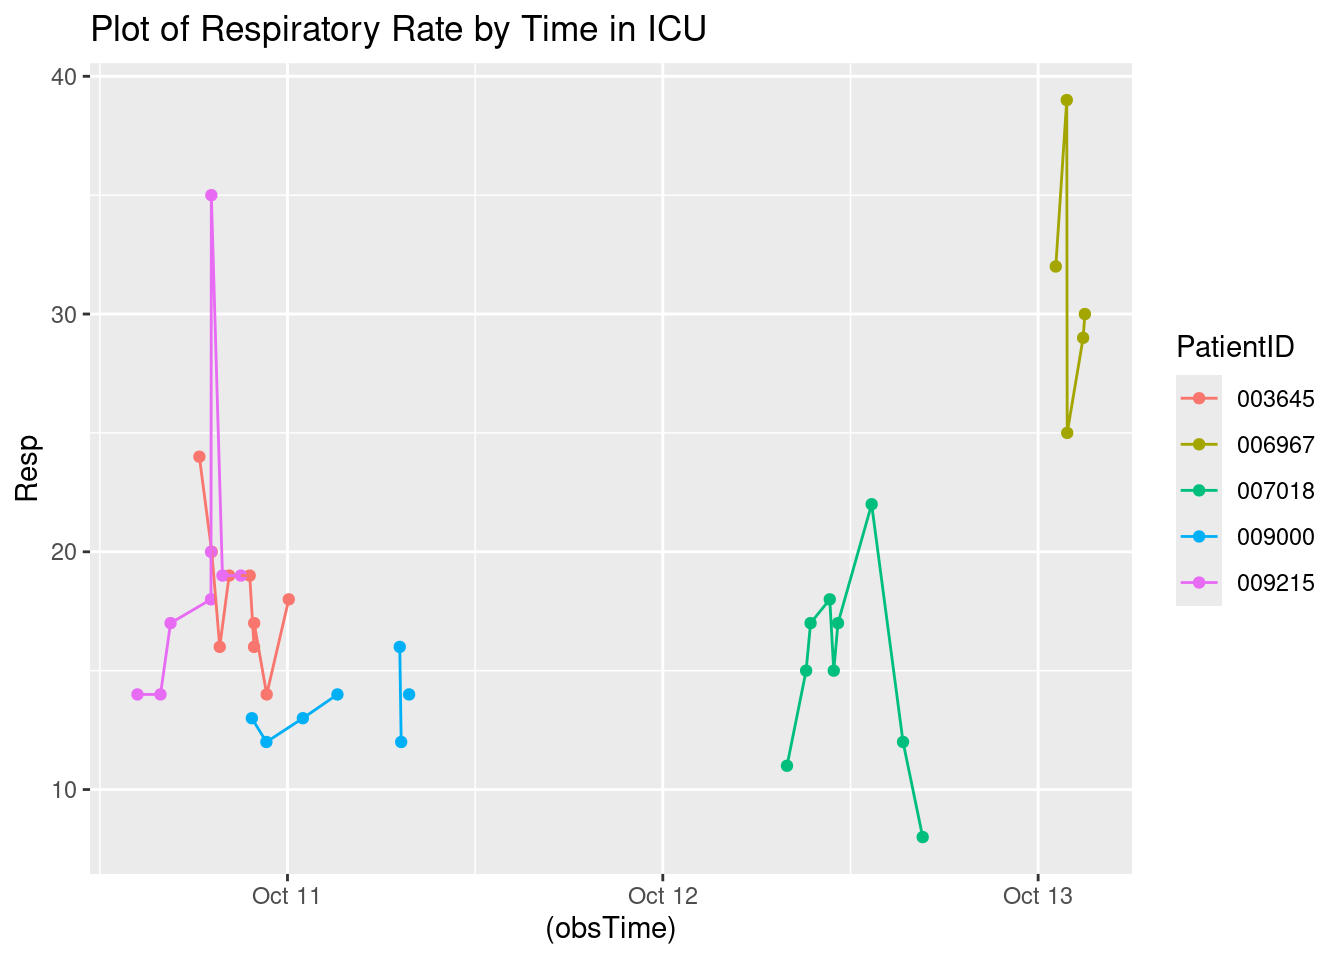 Plot of Respiratory Rate by Time in ICU
40
30
20
10
Resp
Oct 11
Oct 12
Oct 13
(obsTime)
PatientID
003645
006967
007018
009000
009215